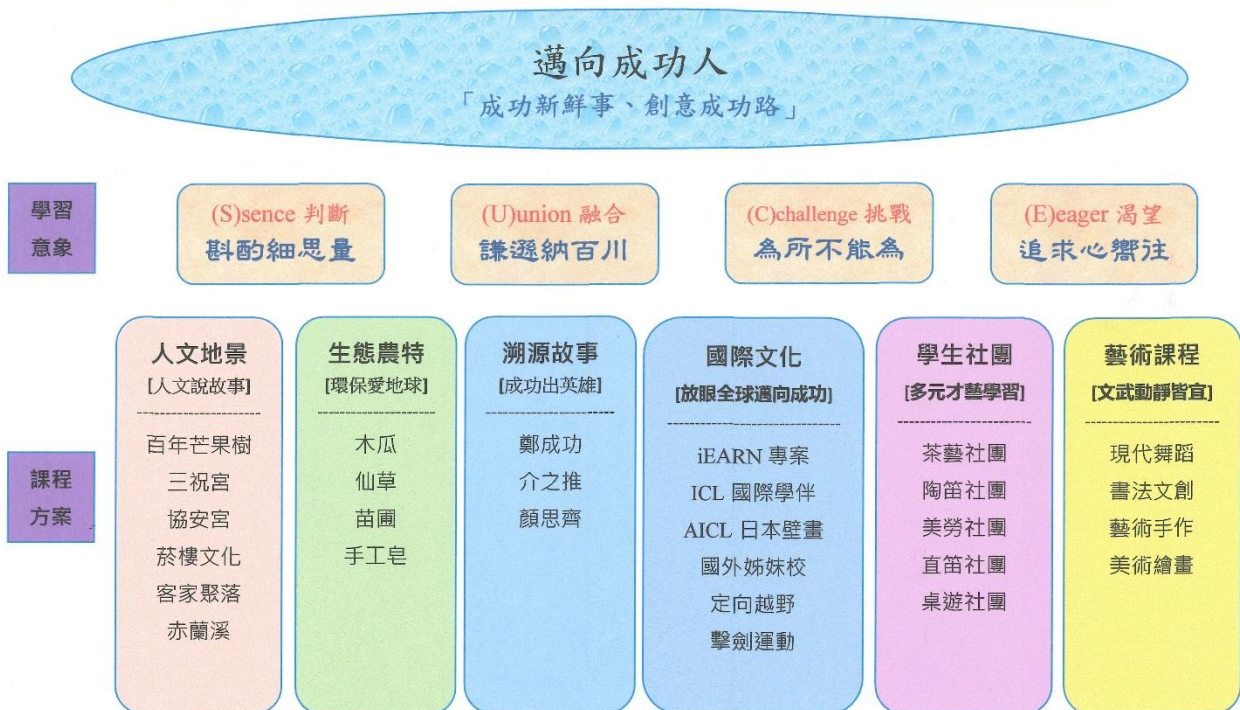 邁向成功人
「成功新鮮事、創意成功路」
學習
意象
(S)sence 判斷
斟酌細思量
(U)union 融合
謙遜納百川
(C)challenge 挑戰
為所不能為
(E)eager 渴望
追求心嚮往
課程
方案
人文地景
[人文說故事]
百年芒果樹
三祝宮
協安宮
菸樓文化
客家聚落
赤蘭溪
生態農特
[環保愛地球]
木瓜
仙草
苗圃
手工皂
溯源故事
[成功出英雄]
鄭成功
介之推
顏思齊
國際文化
[放眼全球邁向成功]
iEARN 專案
ICL 國際學伴
AICL 日本壁畫
國外姊妹校
定向越野
擊劍運動
學生社團
[多元才藝學習]
茶藝社團
陶笛社團
美勞社團
直笛社團
桌遊社團
藝術課程
[文武動靜皆宜]
現代舞蹈
書法文創
藝術手作
美術繪畫